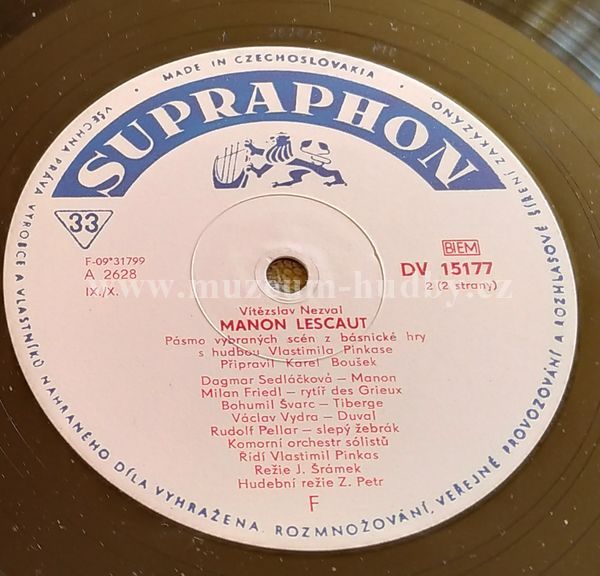 MADE IN CZECHOSLOVAKIA
SUPRAPHON
33
F-09*31799
A 2628
IX./X.
BIEM
DV 15177
2 (2 strany)
www.muzeum-hudby.cz
Vítězslav Nezval
MANON LESCAUT
Pásmo vybraných scén z básnické hry
s hudbou Vlastimila Pinkase
Připravil Karel Boušek
Dagmar Sedláčková — Manon
Milan Friedl — rytíř des Grieux
Bohumil Švarc — Tiberge
Václav Vydra — Duval
Rudolf Pellar — slepý žebrák
Komorní orchestr sólistů
Řídí Vlastimil Pinkas
Režie J. Šrámek
Hudební režie Z. Petr
F
VŠECHNA PRÁVA VÝROBCE A VLASTNÍKŮ NAHRANÉHO DÍLA VYHRAŽENA. ROZMNOŽOVÁNÍ, VEŘEJNÉ PROVOZOVÁNÍ A ROZHLASOVÉ ŠÍŘENÍ ZAKÁZÁNO